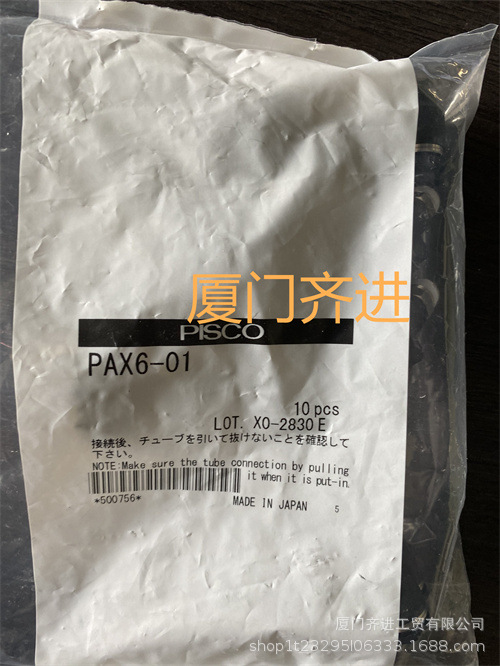 厦门齐进
PISCO
PAX6-01
10 pcs
LOT. XO-2830 E
接続後、チューブを引いて抜けないことを確認して
下さい。
NOTE:Make sure the tube connection by pulling
it when it is put-in.
*500756*
MADE IN JAPAN 5
厦门齐进工贸有限公司
shop1t23295l06333.1688.com